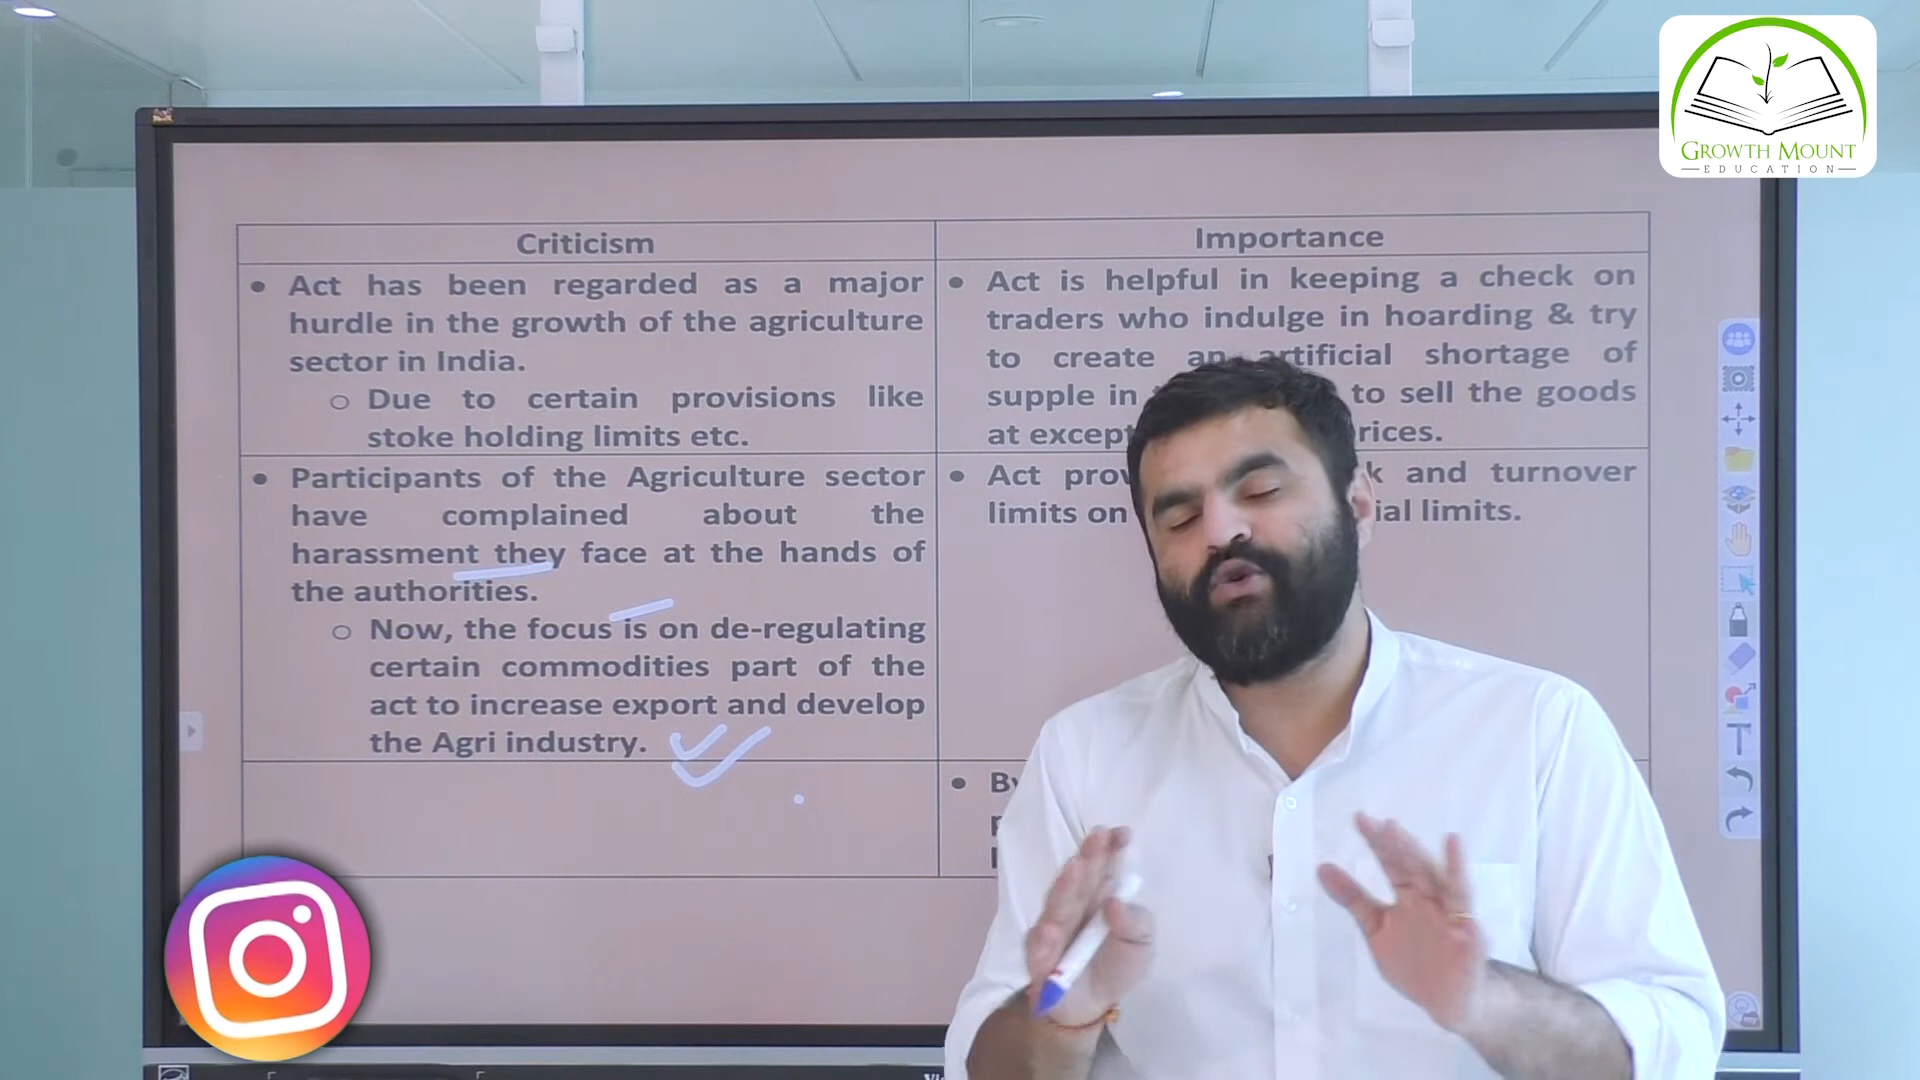 GROWTH MOUNT
EDUCATION
Criticism
• Act has been regarded as a major
hurdle in the growth of the agriculture
sector in India.
o Due to certain provisions like
stoke holding limits etc.
• Participants of the Agriculture sector
have complained about the
harassment they face at the hands of
the authorities.
o Now, the focus is on de-regulating
certain commodities part of the
act to increase export and develop
the Agri industry.
Importance
• Act is helpful in keeping a check on
traders who indulge in hoarding & try
to create an artificial shortage of
supple in to sell the goods
at rices.
• Act and turnover
limits on ial limits.
•
T